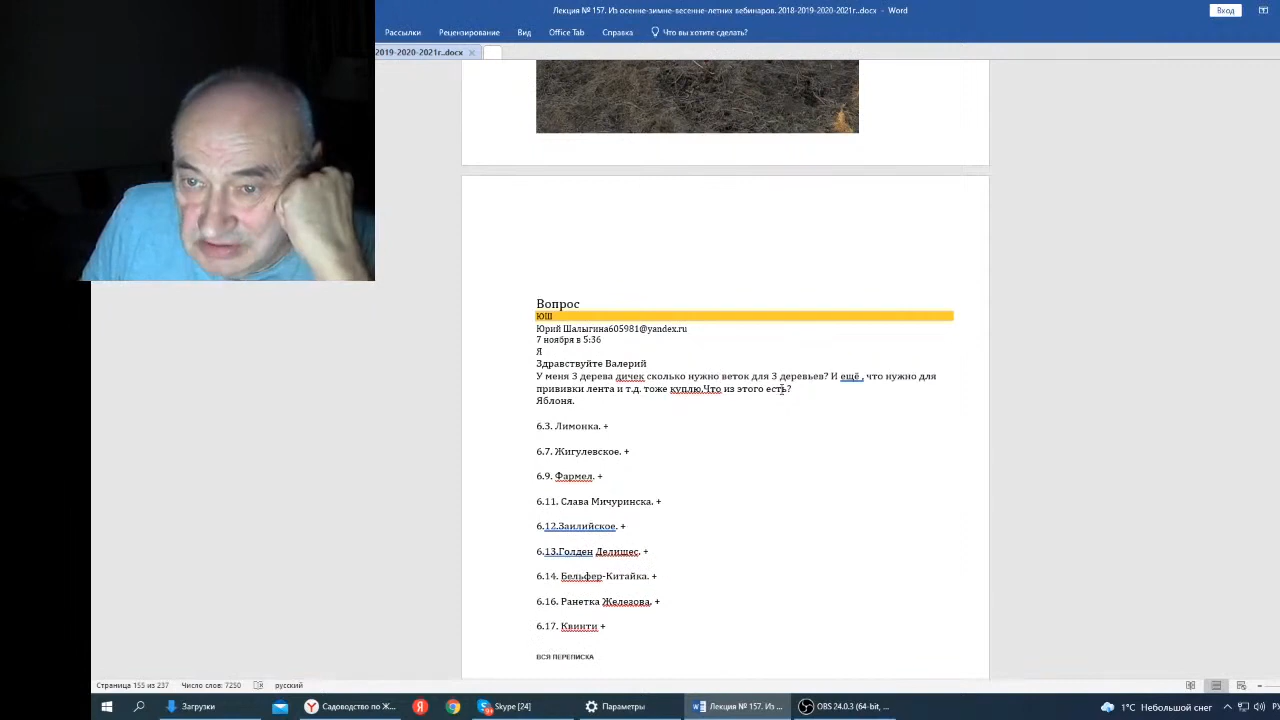 Лекция № 157. Из осенне-зимне-весенне-летних вебинаров. 2018-2019-2020-2021г..docx - Word
Вход
Рассылки Рецензирование Вид Office Tab Справка Что вы хотите сделать?
2019-2020-2021г..docx
Вопрос
ЮШ
Юрий Шалыгинa605981@yandex.ru
7 ноября в 5:36
Я
Здравствуйте Валерий
У меня 3 дерева дичек сколько нужно веток для 3 деревьев? И ещё , что нужно для
прививки лента и т.д. тоже куплю.Что из этого есть?
Яблоня.
6.3. Лимонка. +
6.7. Жигулевское. +
6.9. Фармел. +
6.11. Слава Мичуринска. +
6.12.Заилийское. +
6.13.Голден Делишес. +
6.14. Бельфер-Китайка. +
6.16. Ранетка Железова. +
6.17. Квинти +
ВСЯ ПЕРЕПИСКА
Страница 155 из 237 Число слов: 7250 русский
Загрузки Садоводство по Ж... Skype [24] Параметры Лекция № 157. Из ... OBS 24.0.3 (64-bit, ... 1°C Небольшой снег